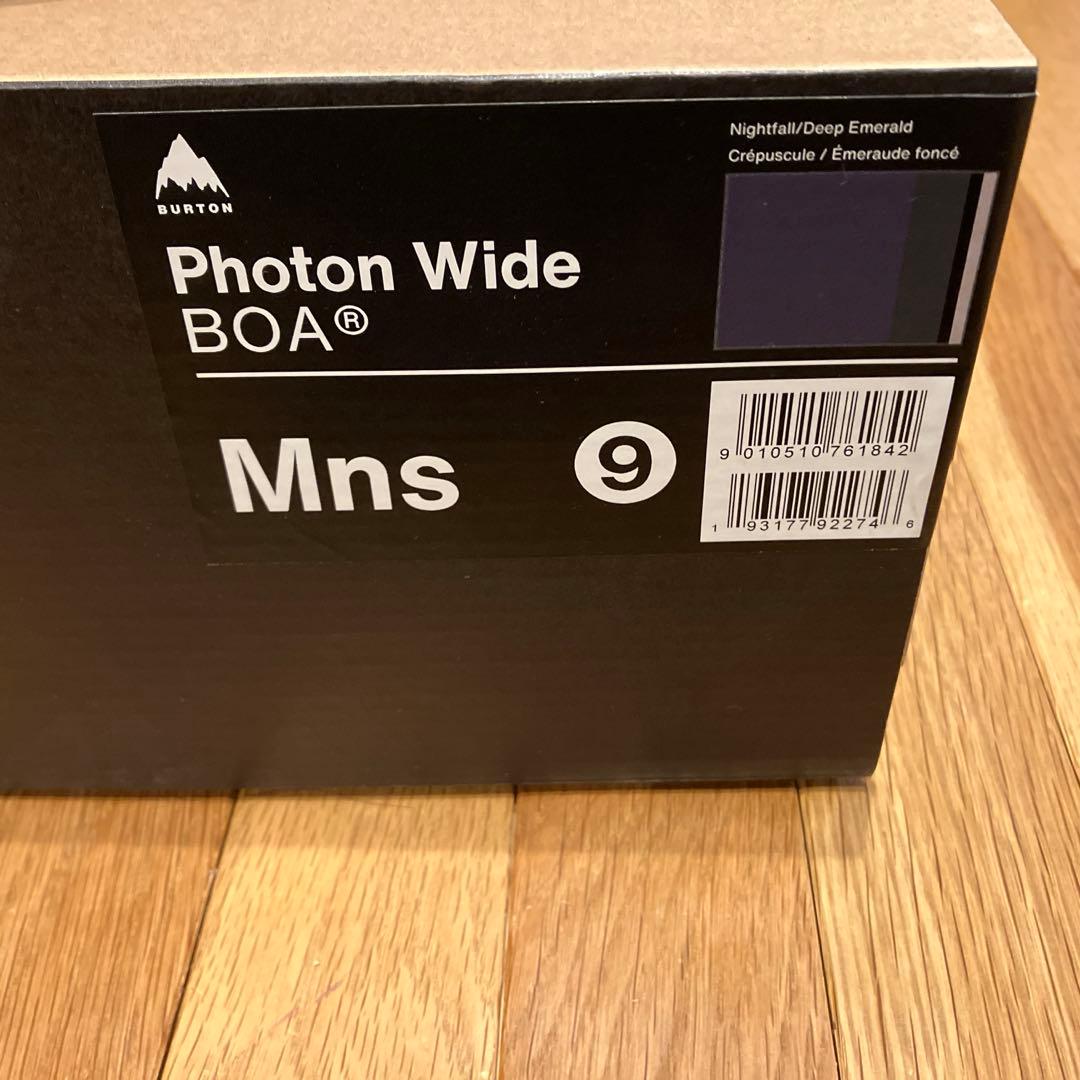 BURTON
Photon Wide
BOA®
Nightfall/Deep Emerald
Crépuscule / Émeraude foncé
Mns
9
9 010510 761842
1 93177 92274 6